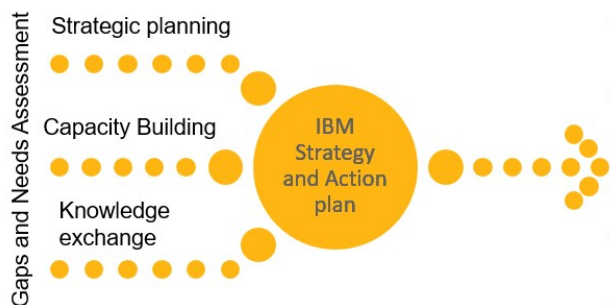 Gaps and Needs Assessment
Strategic planning
Capacity Building
Knowledge
exchange
IBM
Strategy
and Action
plan